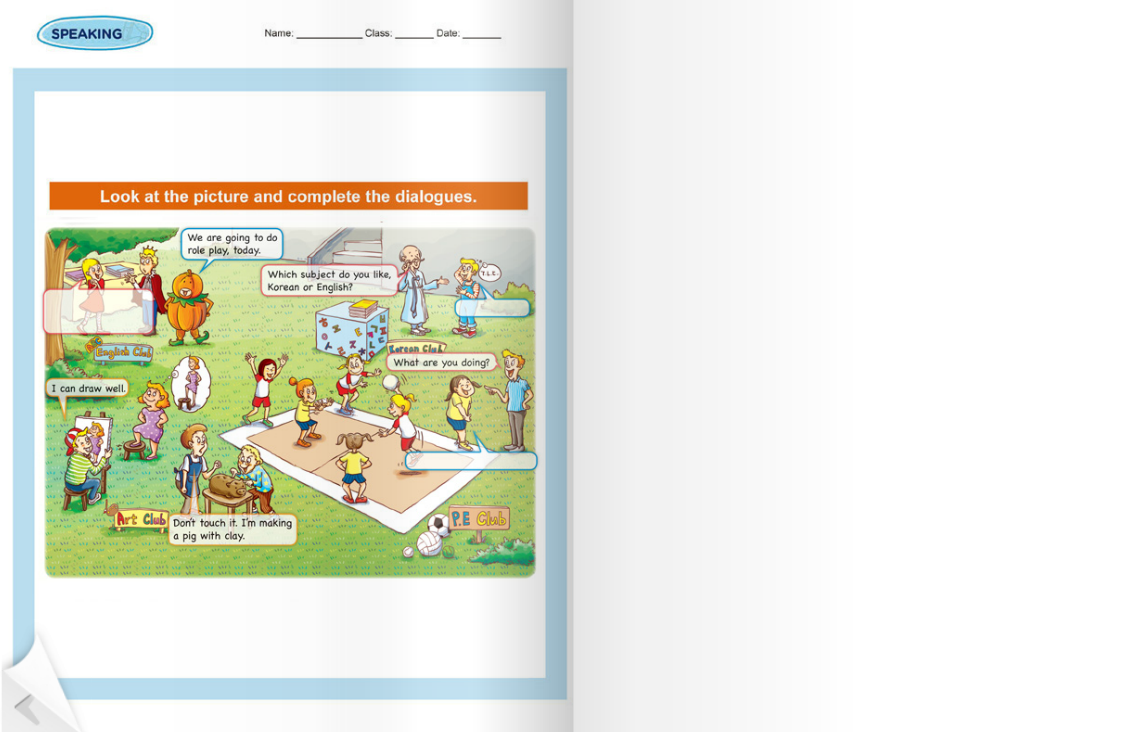 SPEAKING
Name: ____________ Class: _______ Date: _______
Look at the picture and complete the dialogues.
We are going to do
role play, today.
Which subject do you like,
Korean or English?
English Club
Korean Club
What are you doing?
I can draw well.
Art Club
Don't touch it. I'm making
a pig with clay.
P.E Club